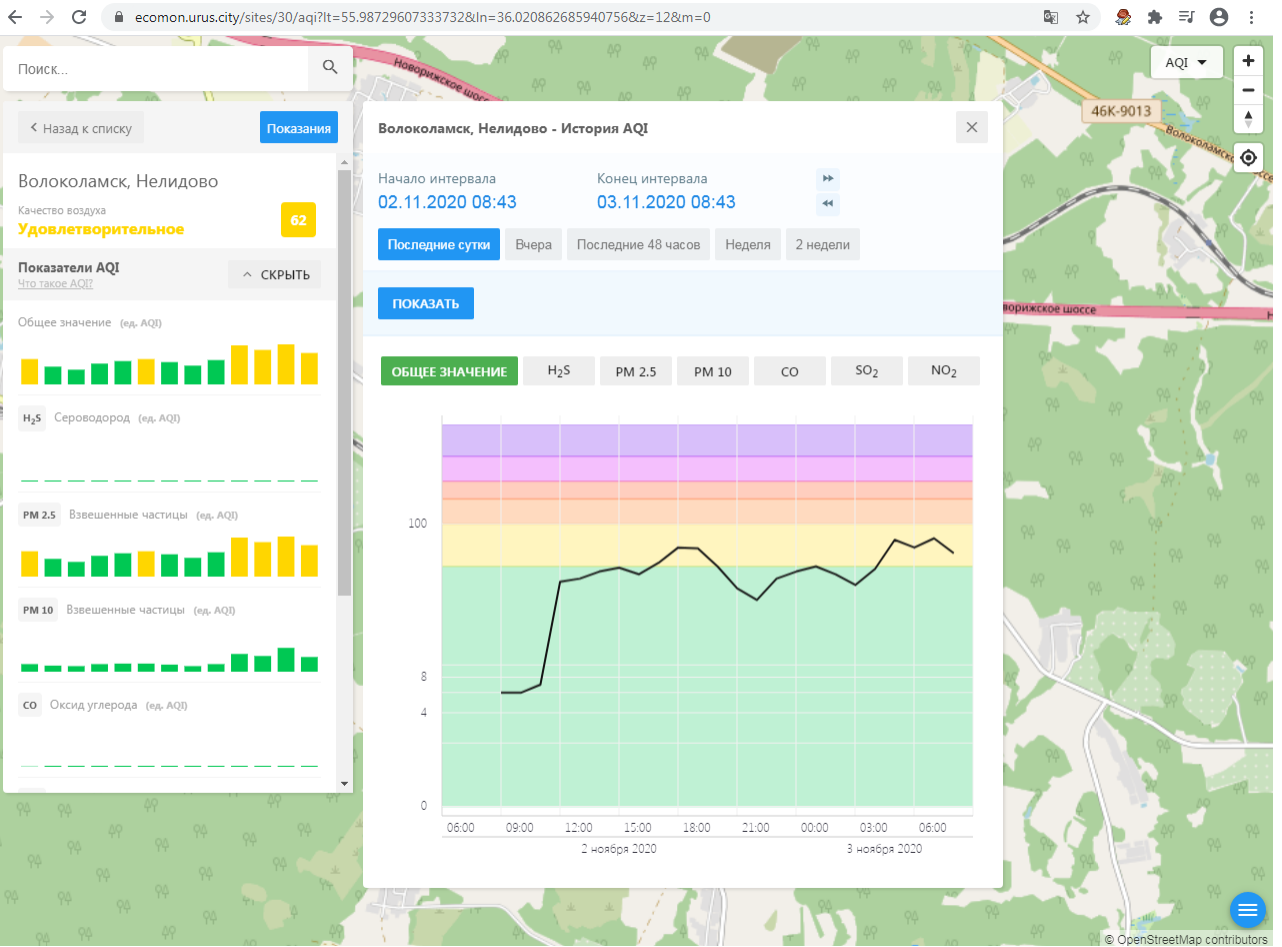 ecomon.urus.city/sites/30/aqi?lt=55.98729607333732&ln=36.020862685940756&z=12&m=0
Поиск...
Новорижское шоссе
AQI
46К-9013
Волоколамск
Назад к списку
Показания
Волоколамск, Нелидово
Качество воздуха
Удовлетворительное
62
Показатели AQI
Что такое AQI?
СКРЫТЬ
Общее значение (ед. AQI)
H2S Сероводород (ед. AQI)
PM 2.5 Взвешенные частицы (ед. AQI)
PM 10 Взвешенные частицы (ед. AQI)
CO Оксид углерода (ед. AQI)
Волоколамск, Нелидово - История AQI
Начало интервала
02.11.2020 08:43
Конец интервала
03.11.2020 08:43
Последние сутки Вчера Последние 48 часов Неделя 2 недели
ПОКАЗАТЬ
ОБЩЕЕ ЗНАЧЕНИЕ H2S PM 2.5 PM 10 CO SO2 NO2
100
8
4
0
06:00 09:00 12:00 15:00 18:00 21:00 00:00 03:00 06:00
2 ноября 2020 3 ноября 2020
ворижское шоссе
© OpenStreetMap contributors